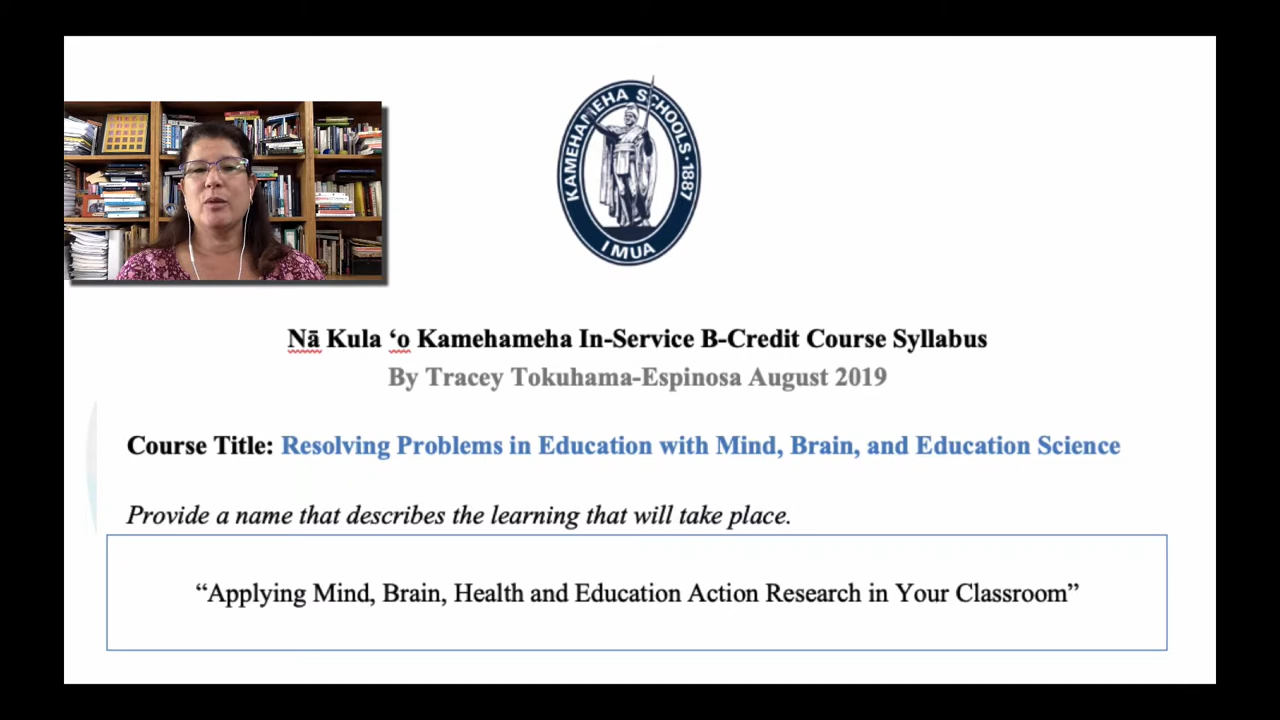 KAMEHAMEHA SCHOOLS · 1887
I MUA
Nā Kula ‘o Kamehameha In-Service B-Credit Course Syllabus
By Tracey Tokuhama-Espinosa August 2019
Course Title: Resolving Problems in Education with Mind, Brain, and Education Science
Provide a name that describes the learning that will take place.
“Applying Mind, Brain, Health and Education Action Research in Your Classroom”